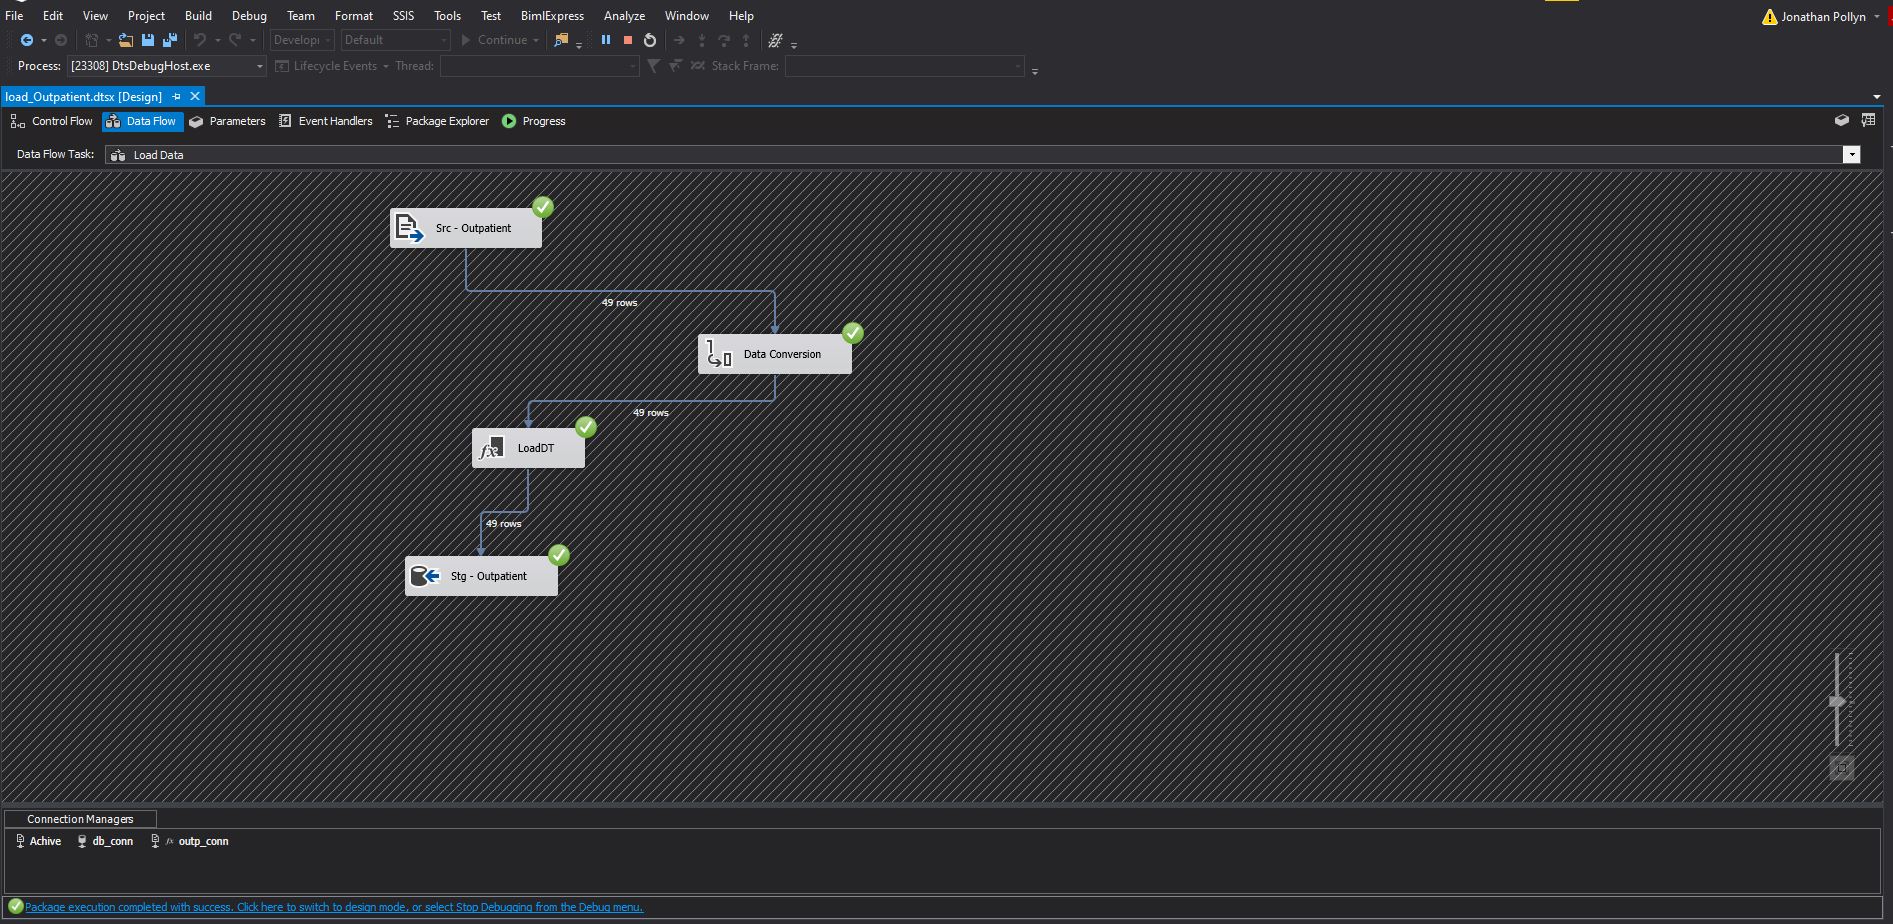 File Edit View Project Build Debug Team Format SSIS Tools Test BimlExpress Analyze Window Help Jonathan Pollyn
Develop Default Continue
Process: [23308] DtsDebugHost.exe Lifecycle Events Thread: Stack Frame:
load_Outpatient.dtsx [Design]
Control Flow Data Flow Parameters Event Handlers Package Explorer Progress
Data Flow Task: Load Data
Src - Outpatient
49 rows
Data Conversion
49 rows
fx LoadDT
49 rows
Stg - Outpatient
Connection Managers
Achive db_conn fx outp_conn
Package execution completed with success. Click here to switch to design mode, or select Stop Debugging from the Debug menu.